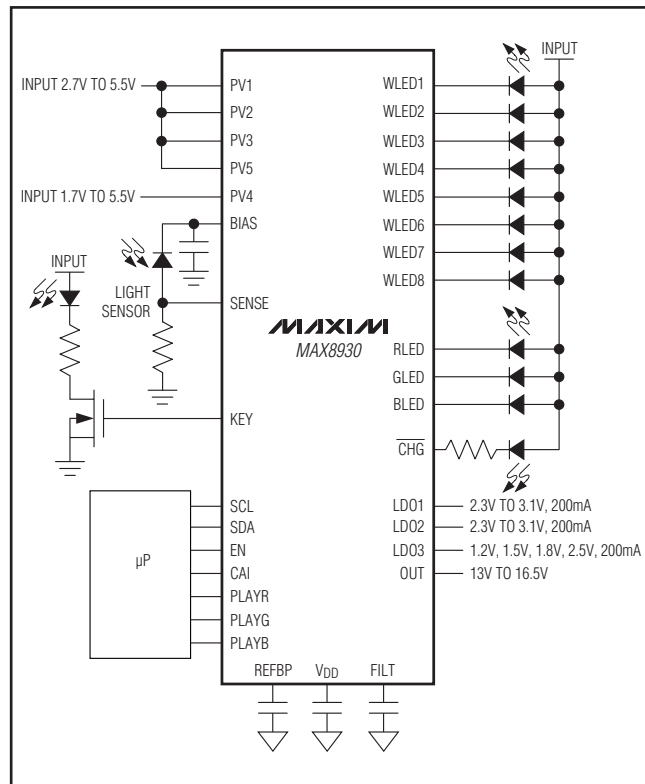 INPUT
INPUT 2.7V TO 5.5V
PV1
WLED1
PV2
WLED2
PV3
WLED3
PV5
WLED4
INPUT 1.7V TO 5.5V
PV4
WLED5
BIAS
WLED6
INPUT
WLED7
LIGHT
SENSOR
WLED8
SENSE
MAXIM
MAX8930
RLED
GLED
BLED
KEY
CHG
µP
SCL
SDA
EN
CAI
PLAYR
PLAYG
PLAYB
LDO1
2.3V TO 3.1V, 200mA
LDO2
2.3V TO 3.1V, 200mA
LDO3
1.2V, 1.5V, 1.8V, 2.5V, 200mA
OUT
13V TO 16.5V
REFBP
VDD
FILT